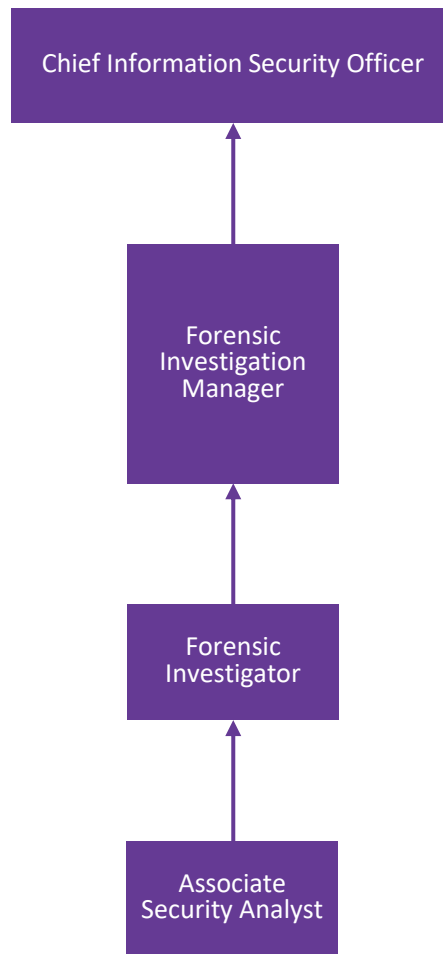 Chief Information Security Officer
Forensic
Investigation
Manager
Forensic
Investigator
Associate
Security Analyst